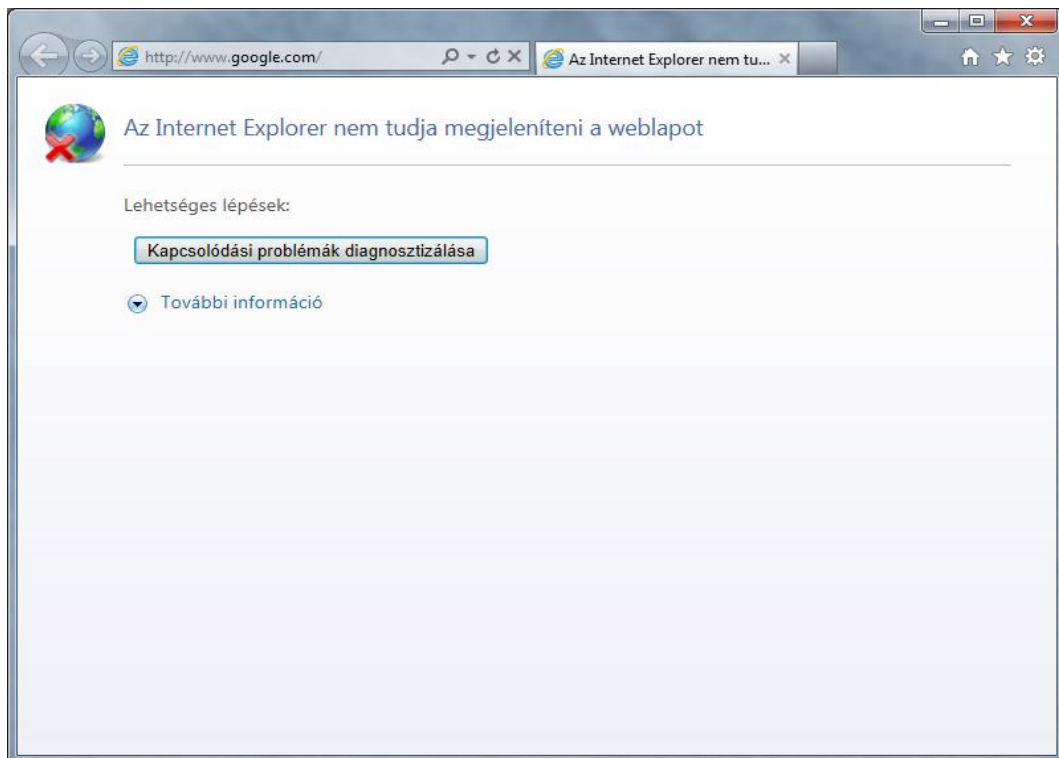 http://www.google.com/
Az Internet Explorer nem tu...
Az Internet Explorer nem tudja megjeleníteni a weblapot
Lehetséges lépések:
Kapcsolódási problémák diagnosztizálása
További információ